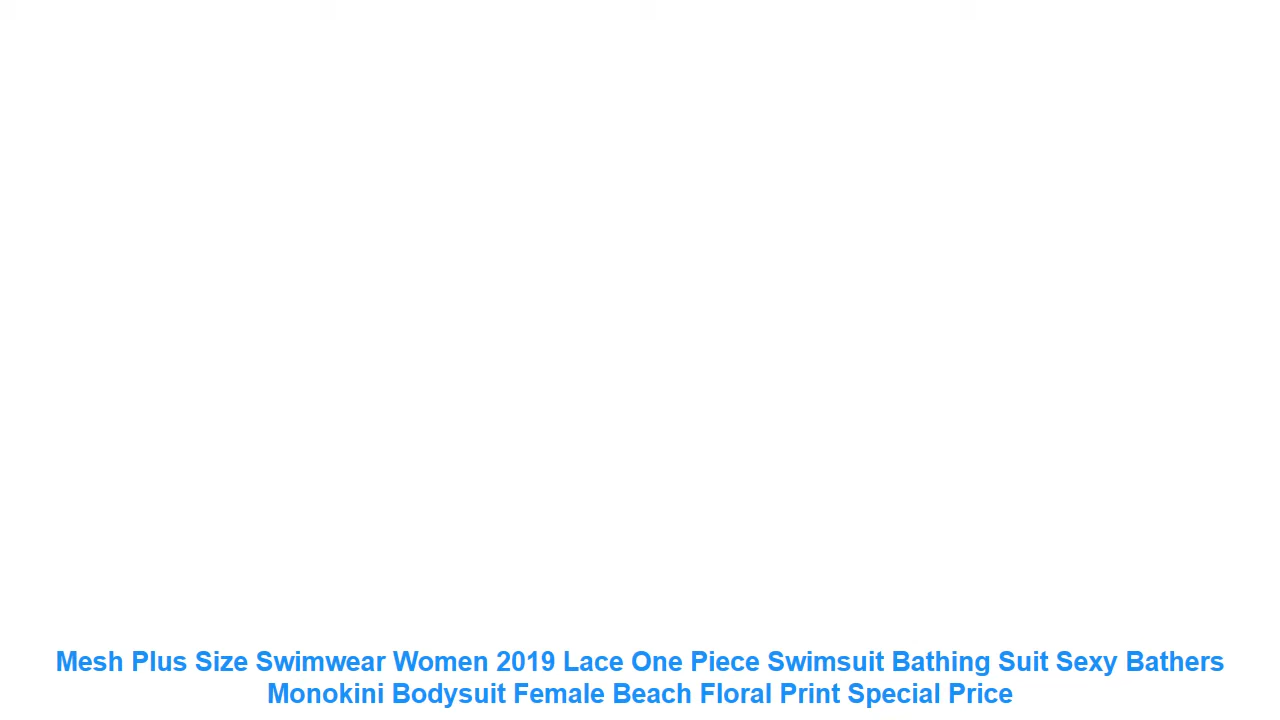 Mesh Plus Size Swimwear Women 2019 Lace One Piece Swimsuit Bathing Suit Sexy Bathers
Monokini Bodysuit Female Beach Floral Print Special Price